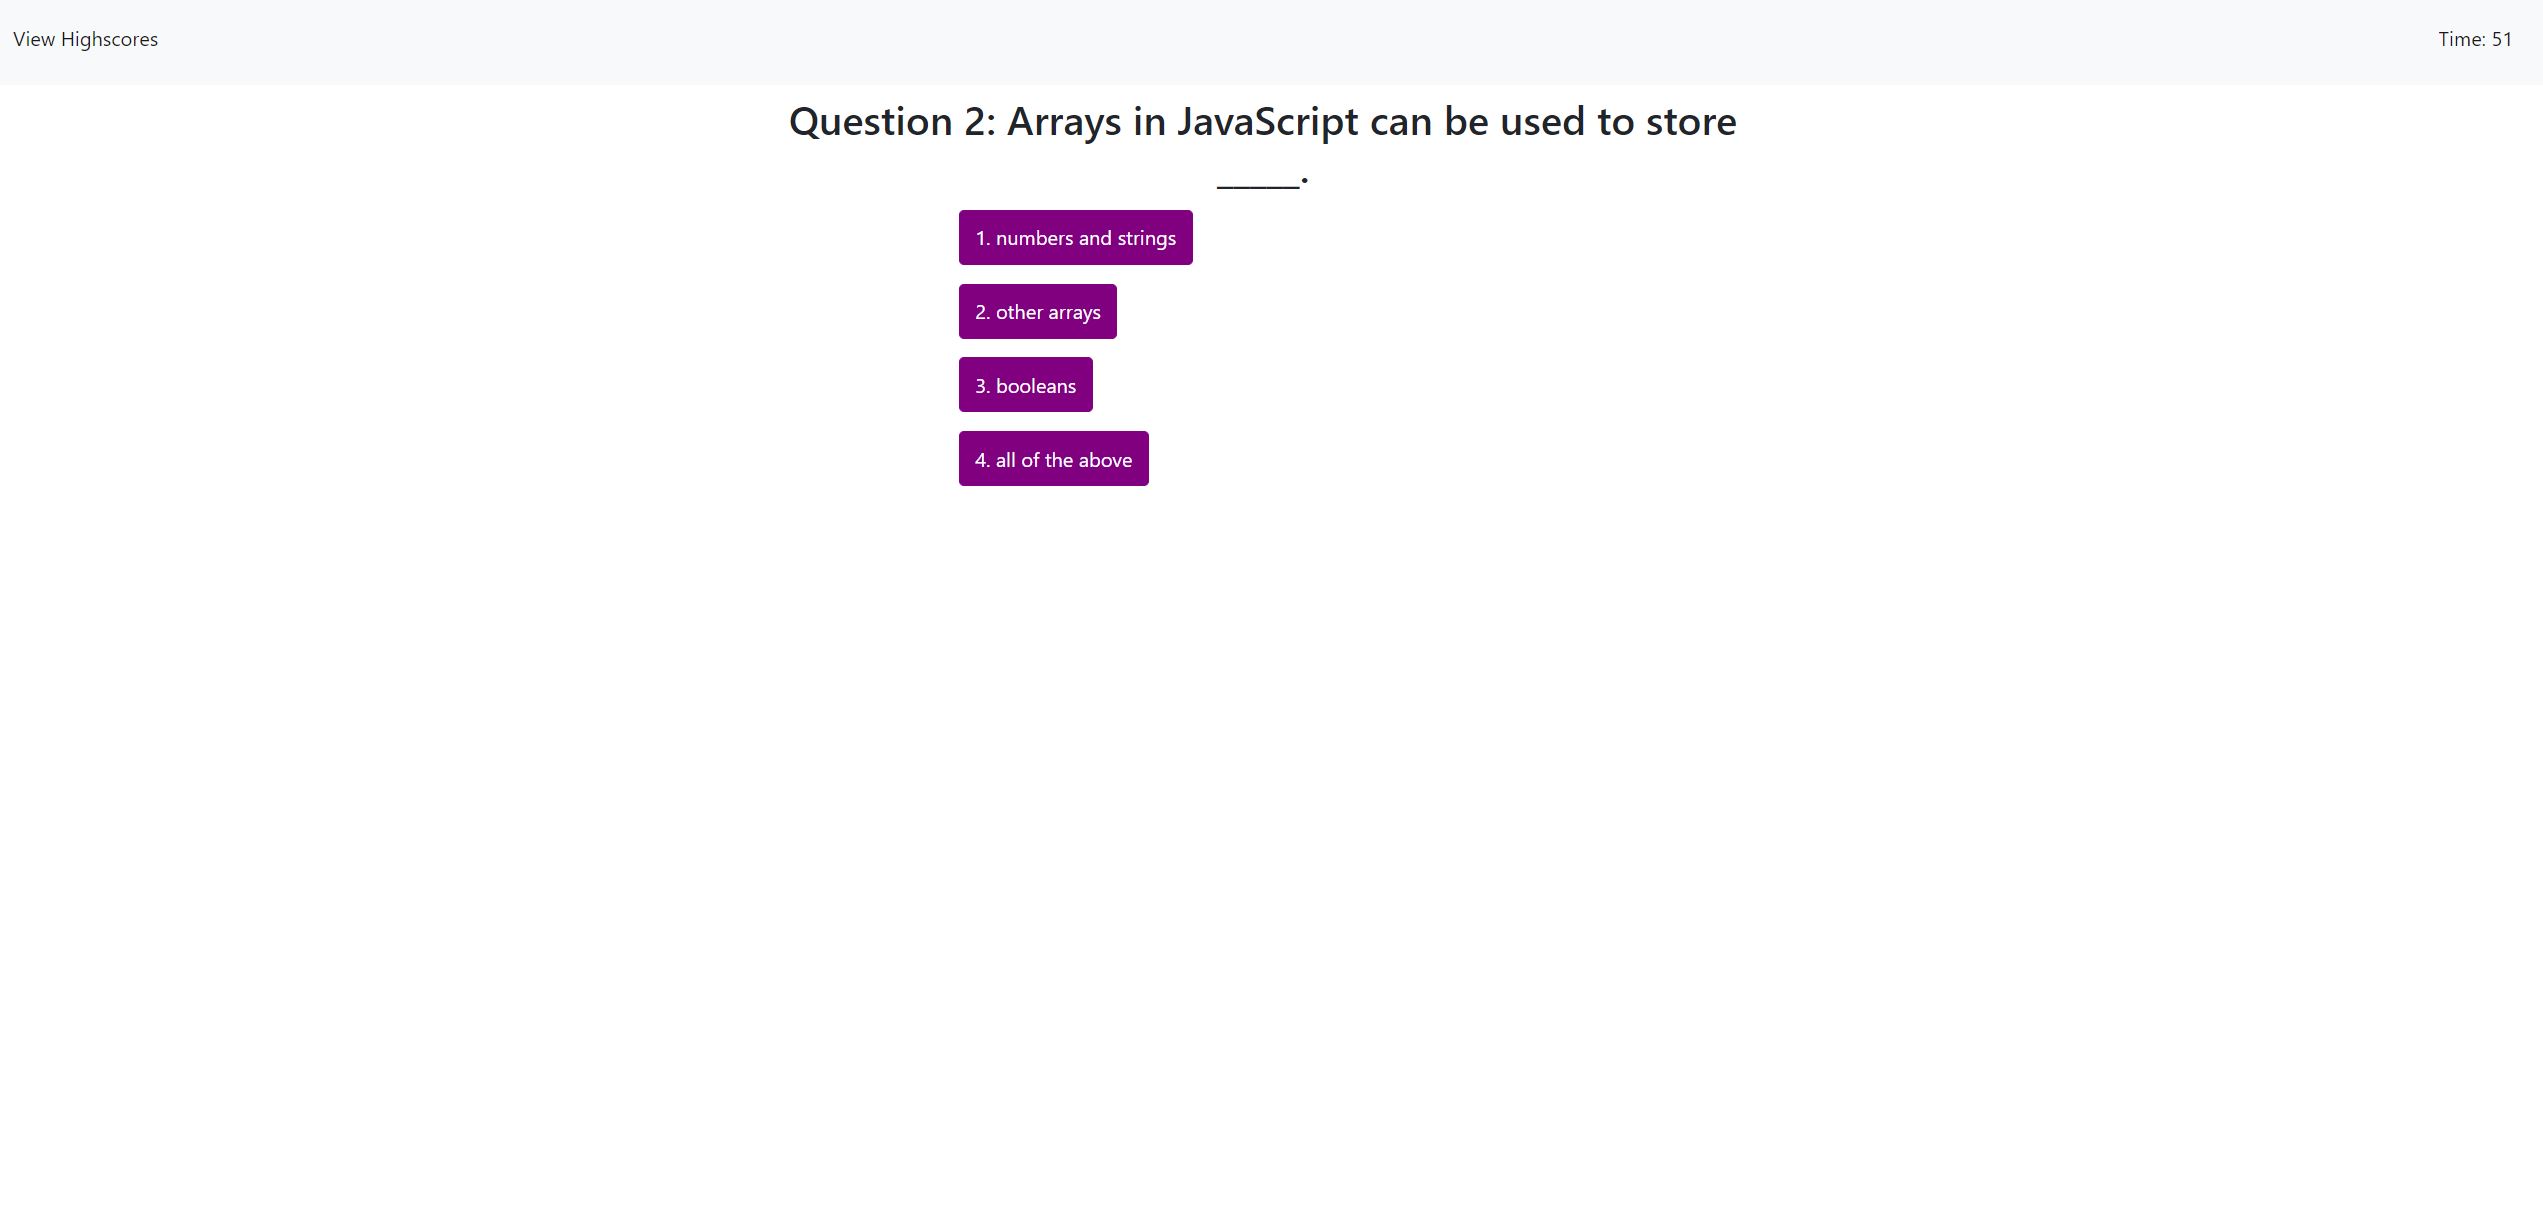 View Highscores
Time: 51
Question 2: Arrays in JavaScript can be used to store
_____.
1. numbers and strings
2. other arrays
3. booleans
4. all of the above